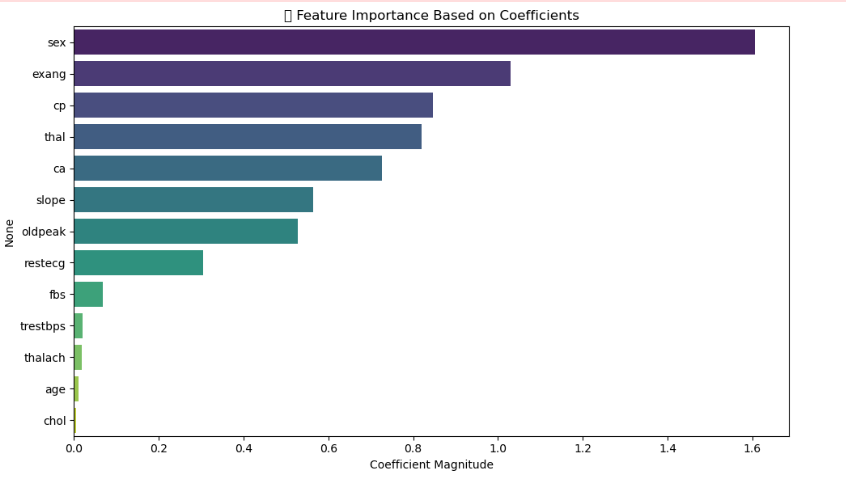 ▯ Feature Importance Based on Coefficients
sex
exang
cp
thal
ca
slope
oldpeak
restecg
fbs
trestbps
thalach
age
chol
None
0.0 0.2 0.4 0.6 0.8 1.0 1.2 1.4 1.6
Coefficient Magnitude